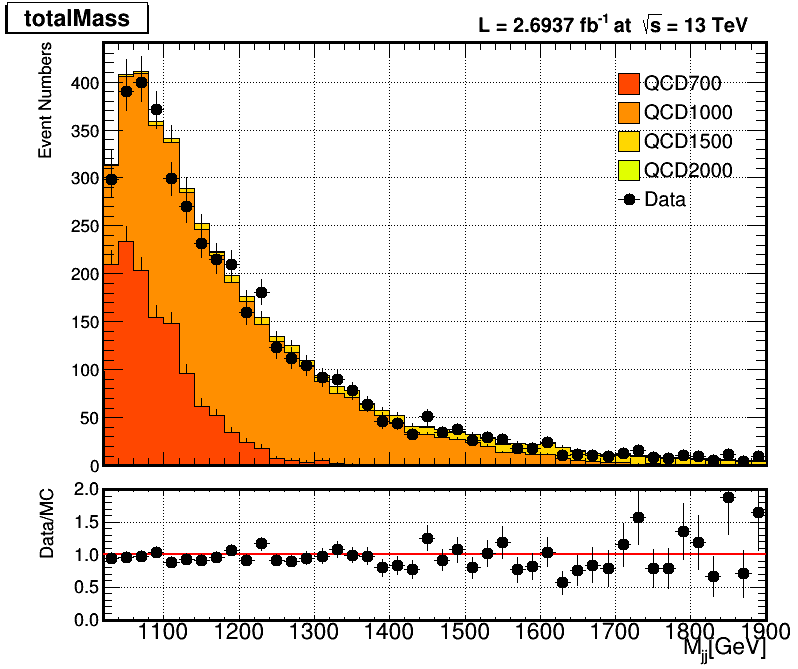 totalMass
L = 2.6937 fb⁻¹ at √s = 13 TeV
Event Numbers
400
350
300
250
200
150
100
50
0
QCD700
QCD1000
QCD1500
QCD2000
Data
Data/MC
2.0
1.5
1.0
0.5
0.0
1100 1200 1300 1400 1500 1600 1700 1800 1900
M_jj[GeV]